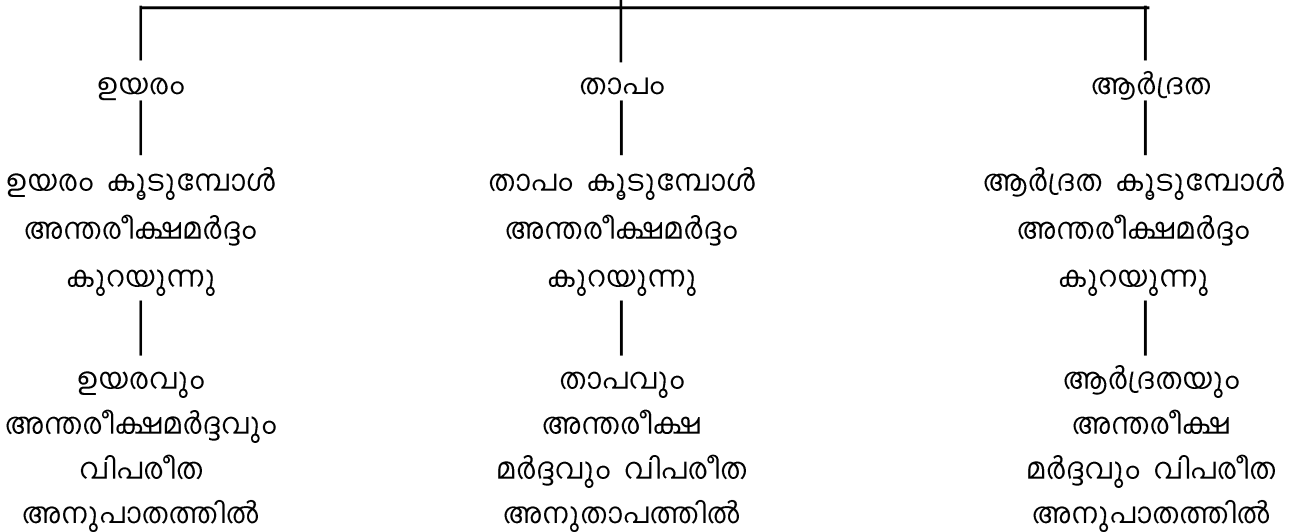 ഉയരം
ഉയരം കൂടുമ്പോൾ
അന്തരീക്ഷമർദ്ദം
കുറയുന്നു
ഉയരവും
അന്തരീക്ഷമർദ്ദവും
വിപരീത
അനുപാതത്തിൽ
താപം
താപം കൂടുമ്പോൾ
അന്തരീക്ഷമർദ്ദം
കുറയുന്നു
താപവും
അന്തരീക്ഷ
മർദ്ദവും വിപരീത
അനുതാപത്തിൽ
ആർദ്രത
ആർദ്രത കൂടുമ്പോൾ
അന്തരീക്ഷമർദ്ദം
കുറയുന്നു
ആർദ്രതയും
അന്തരീക്ഷ
മർദ്ദവും വിപരീത
അനുപാതത്തിൽ